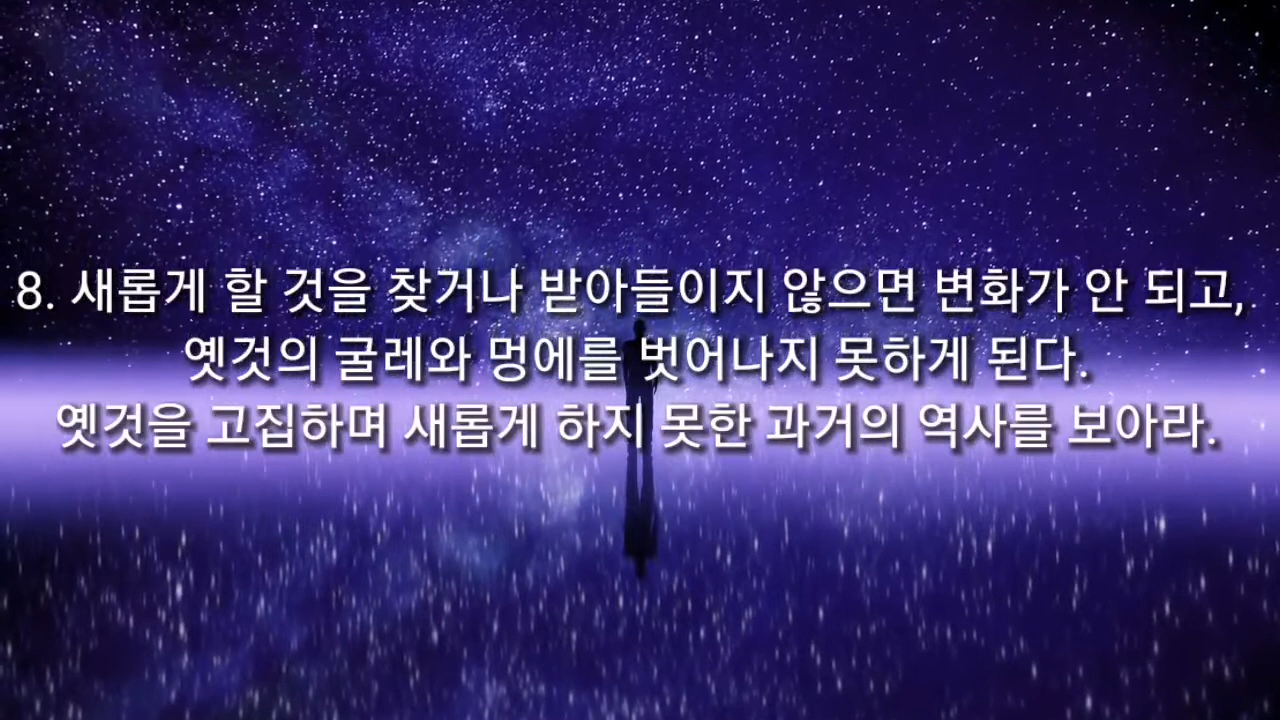 8. 새롭게 할 것을 찾거나 받아들이지 않으면 변화가 안 되고,
옛것의 굴레와 멍에를 벗어나지 못하게 된다.
옛것을 고집하며 새롭게 하지 못한 과거의 역사를 보아라.